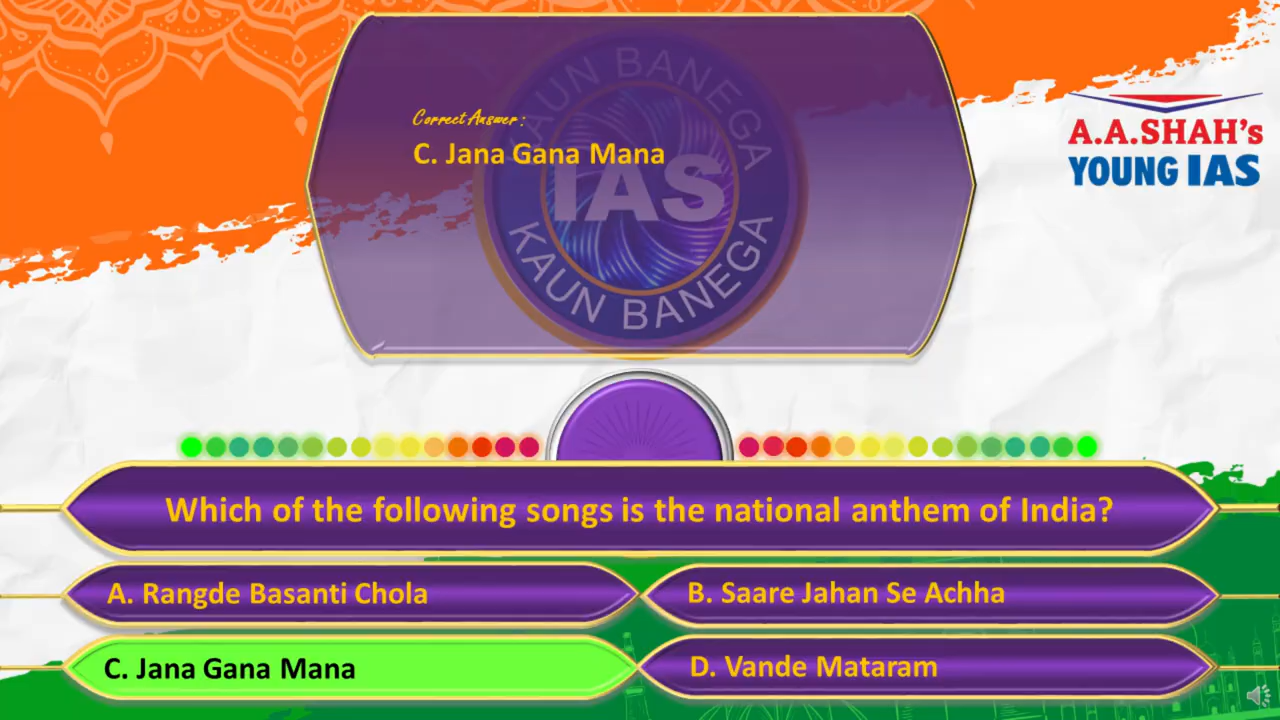 Correct Answer :
C. Jana Gana Mana
KAUN BANEGA
IAS
KAUN BANEGA
A.A.SHAH's
YOUNG IAS
Which of the following songs is the national anthem of India?
A. Rangde Basanti Chola
B. Saare Jahan Se Achha
C. Jana Gana Mana
D. Vande Mataram